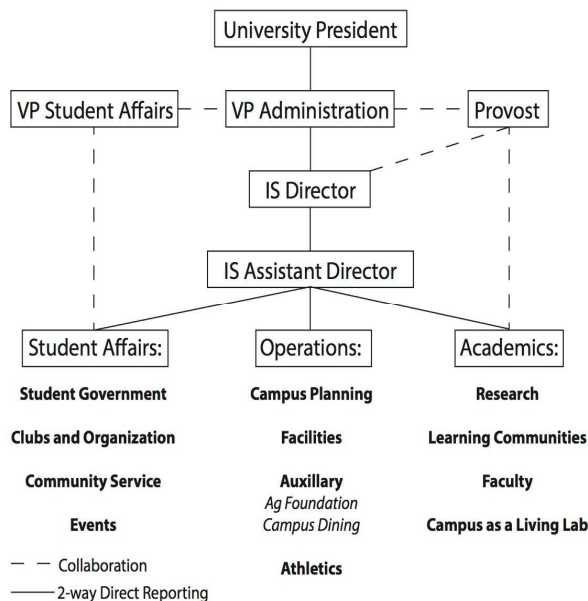 University President
VP Student Affairs
VP Administration
Provost
IS Director
IS Assistant Director
Student Affairs:
Operations:
Academics:
Student Government
Campus Planning
Research
Clubs and Organization
Facilities
Learning Communities
Community Service
Auxillary
Faculty
Ag Foundation
Campus Dining
Events
Campus as a Living Lab
Collaboration
Athletics
2-way Direct Reporting